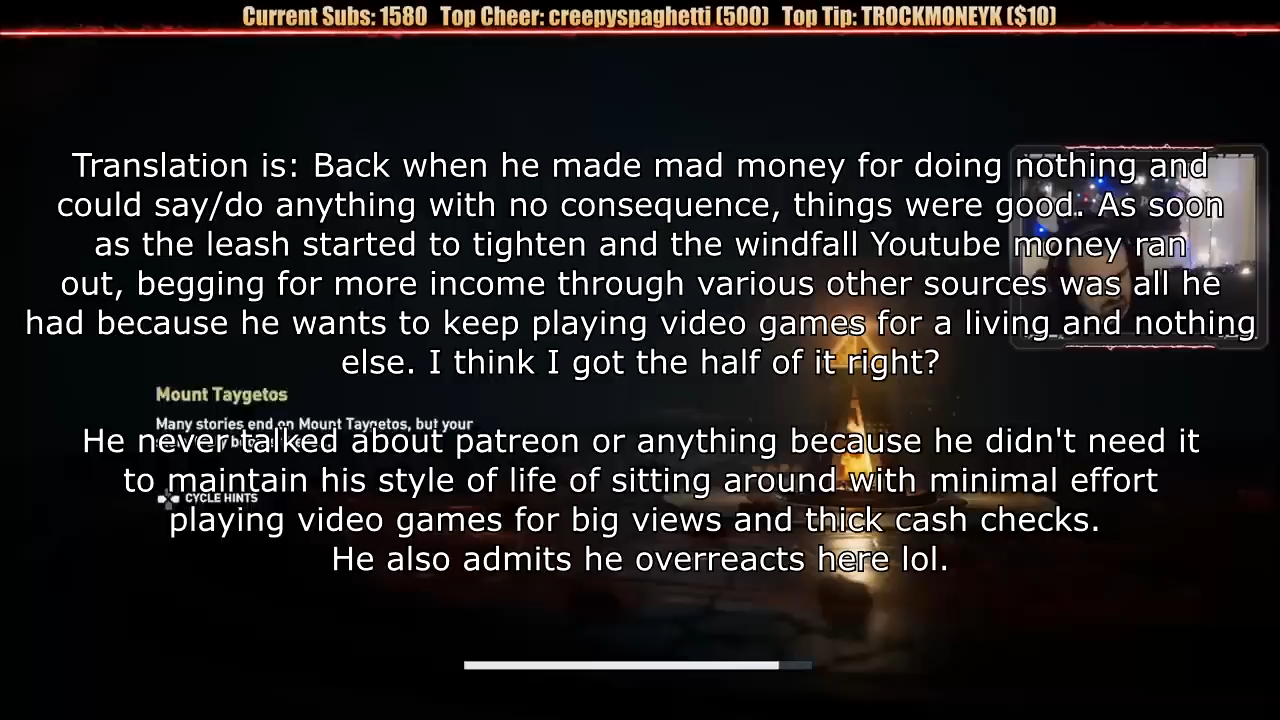 Current Subs: 1580 Top Cheer: creepyspaghetti (500) Top Tip: TROCKMONEYK ($10)
Translation is: Back when he made mad money for doing nothing and
could say/do anything with no consequence, things were good. As soon
as the leash started to tighten and the windfall Youtube money ran
out, begging for more income through various other sources was all he
had because he wants to keep playing video games for a living and nothing
else. I think I got the half of it right?
Mount Taygetos
Many stories end on Mount Taygetos, but your
He never talked about patreon or anything because he didn't need it
to maintain his style of life of sitting around with minimal effort
CYCLE HINTS
playing video games for big views and thick cash checks.
He also admits he overreacts here lol.